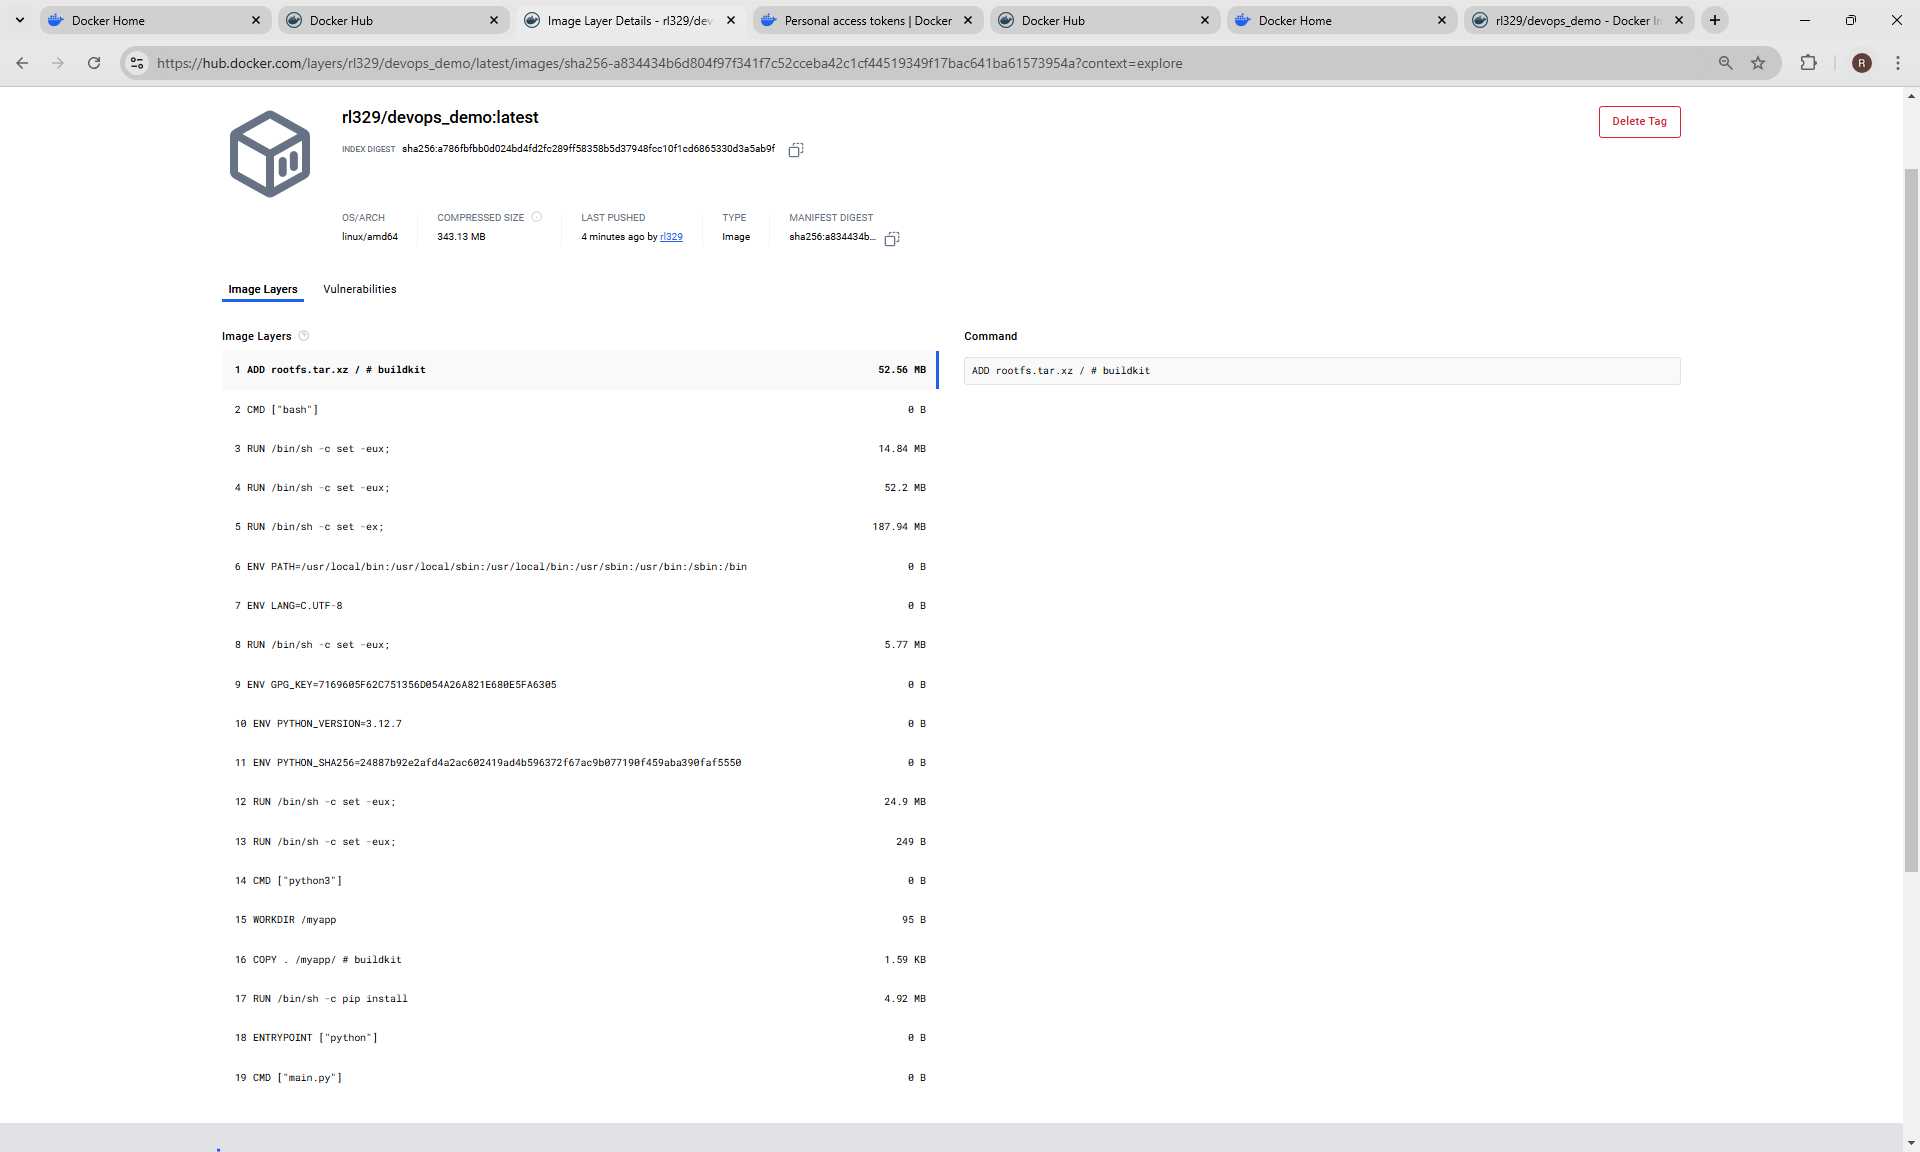 Docker Home
Docker Hub
Image Layer Details - rl329/dev
Personal access tokens | Docker
Docker Hub
Docker Home
rl329/devops_demo - Docker
https://hub.docker.com/layers/rl329/devops_demo/latest/images/sha256-a834434b6d804f97f341f7c52cceba42c1cf44519349f17bac641ba61573954a?context=explore
R
rl329/devops_demo:latest
Delete Tag
INDEX DIGEST sha256:a786fbfbb0d024bd4fd2fc289ff58358b5d37948fcc10f1cd6865330d3a5ab9f
OS/ARCH COMPRESSED SIZE LAST PUSHED TYPE MANIFEST DIGEST
linux/amd64 343.13 MB 4 minutes ago by rl329 Image sha256:a834434b...
Image Layers Vulnerabilities
Image Layers
Command
1 ADD rootfs.tar.xz / # buildkit 52.56 MB
ADD rootfs.tar.xz / # buildkit
2 CMD ["bash"] 0 B
3 RUN /bin/sh -c set -eux; 14.84 MB
4 RUN /bin/sh -c set -eux; 52.2 MB
5 RUN /bin/sh -c set -ex; 187.94 MB
6 ENV PATH=/usr/local/bin:/usr/local/sbin:/usr/local/bin:/usr/sbin:/usr/bin:/sbin:/bin 0 B
7 ENV LANG=C.UTF-8 0 B
8 RUN /bin/sh -c set -eux; 5.77 MB
9 ENV GPG_KEY=7169605F62C751356D054A26A821E680E5FA6305 0 B
10 ENV PYTHON_VERSION=3.12.7 0 B
11 ENV PYTHON_SHA256=24887b92e2afd4a2ac602419ad4b596372f67ac9b077190f459aba390faf5550 0 B
12 RUN /bin/sh -c set -eux; 24.9 MB
13 RUN /bin/sh -c set -eux; 249 B
14 CMD ["python3"] 0 B
15 WORKDIR /myapp 95 B
16 COPY . /myapp/ # buildkit 1.59 KB
17 RUN /bin/sh -c pip install 4.92 MB
18 ENTRYPOINT ["python"] 0 B
19 CMD ["main.py"] 0 B